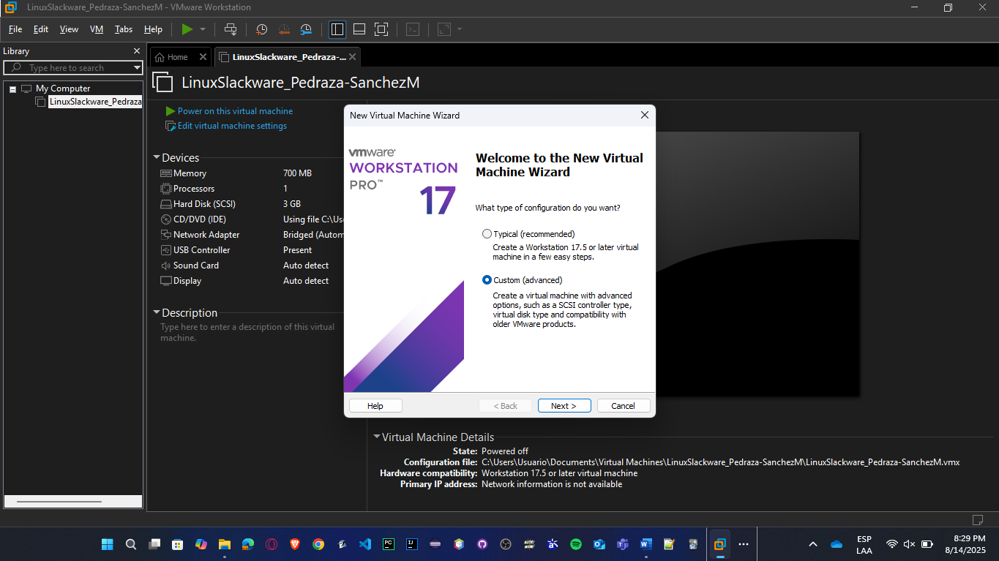 LinuxSlackware_Pedraza-SanchezM - VMware Workstation
File Edit View VM Tabs Help
Library
Type here to search
My Computer
LinuxSlackware_Pedraza
Home
LinuxSlackware_Pedraza-...
LinuxSlackware_Pedraza-SanchezM
Power on this virtual machine
Edit virtual machine settings
Devices
Memory 700 MB
Processors 1
Hard Disk (SCSI) 3 GB
CD/DVD (IDE) Using file C:\Us
Network Adapter Bridged (Autom
USB Controller Present
Sound Card Auto detect
Display Auto detect
Description
Type here to enter a description of this virtual
machine.
New Virtual Machine Wizard
vmware
WORKSTATION
PRO™
17
Welcome to the New Virtual
Machine Wizard
What type of configuration do you want?
Typical (recommended)
Create a Workstation 17.5 or later virtual
machine in a few easy steps.
Custom (advanced)
Create a virtual machine with advanced
options, such as a SCSI controller type,
virtual disk type and compatibility with
older VMware products.
Help < Back Next > Cancel
Virtual Machine Details
State: Powered off
Configuration file: C:\Users\Usuario\Documents\Virtual Machines\LinuxSlackware_Pedraza-SanchezM\LinuxSlackware_Pedraza-SanchezM.vmx
Hardware compatibility: Workstation 17.5 or later virtual machine
Primary IP address: Network information is not available
ESP
LAA
8:29 PM
8/14/2025